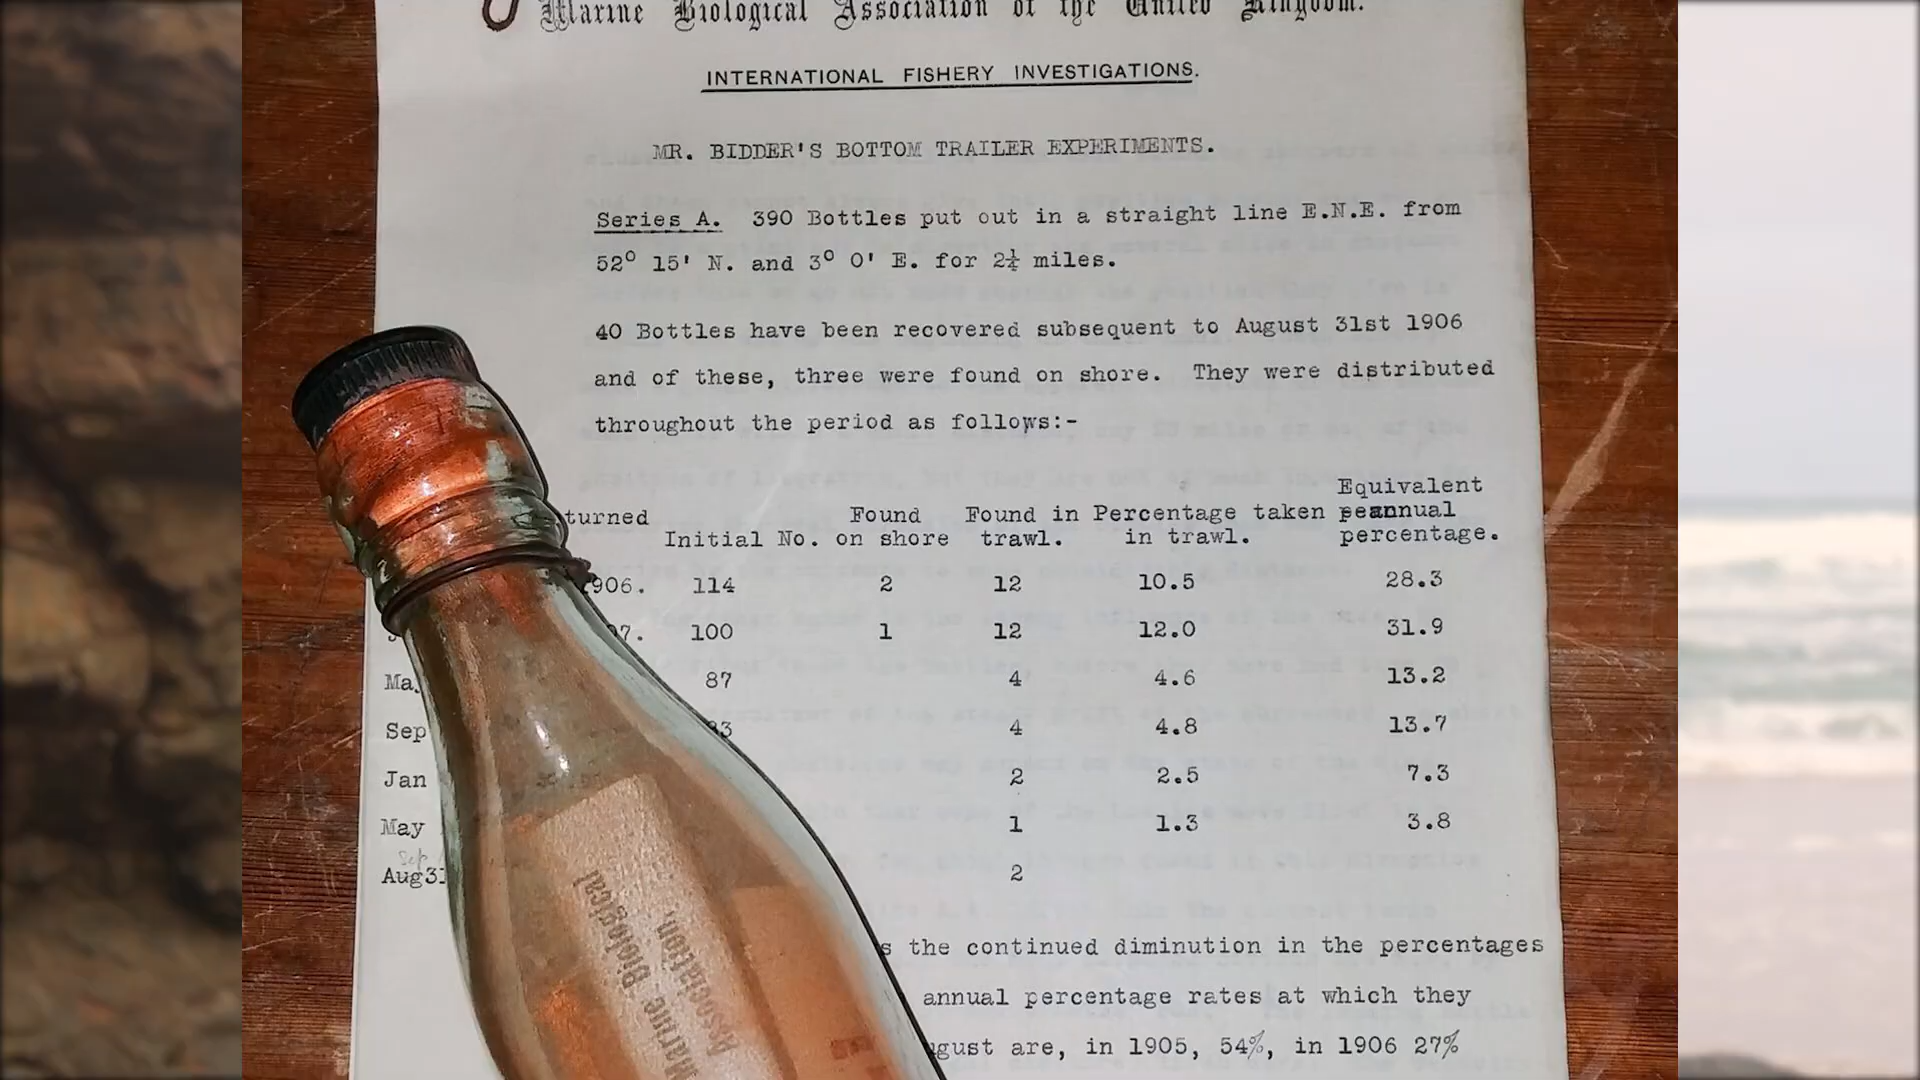 Marine Biological Association of the United Kingdom.
INTERNATIONAL FISHERY INVESTIGATIONS.
MR. BIDDER'S BOTTOM TRAILER EXPERIMENTS.
Series A. 390 Bottles put out in a straight line E.N.E. from
52° 15' N. and 3° 0' E. for 2¼ miles.
40 Bottles have been recovered subsequent to August 31st 1906
and of these, three were found on shore. They were distributed
throughout the period as follows:-
turned Initial No. Found on shore Found in trawl. Percentage taken in trawl. Equivalent annual percentage.
1906. 114 2 12 10.5 28.3
7. 100 1 12 12.0 31.9
Ma 87 4 4.6 13.2
Sep 3 4 4.8 13.7
Jan 2 2.5 7.3
May 1 1.3 3.8
Sep
Aug31 2
s the continued diminution in the percentages
annual percentage rates at which they
gust are, in 1905, 54%, in 1906 27%
Marine Biological
Association.